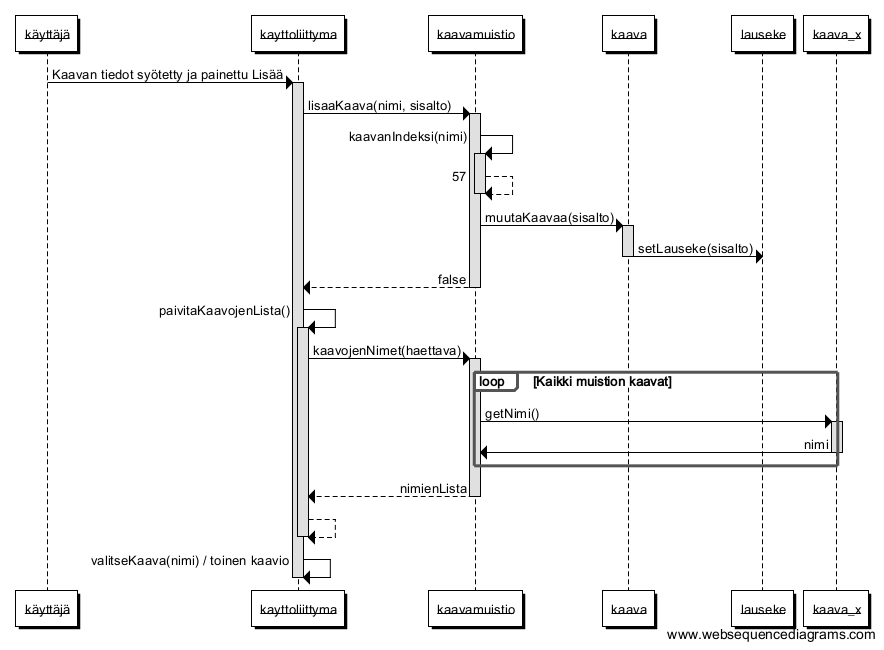 käyttäjä kayttoliittyma kaavamuistio kaava lauseke kaava_x
Kaavan tiedot syötetty ja painettu Lisää
lisaaKaava(nimi, sisalto)
kaavanIndeksi(nimi)
57
muutaKaavaa(sisalto)
setLauseke(sisalto)
false
paivitaKaavojenLista()
kaavojenNimet(haettava)
loop [Kaikki muistion kaavat]
getNimi()
nimi
nimienLista
valitseKaava(nimi) / toinen kaavio
käyttäjä kayttoliittyma kaavamuistio kaava lauseke kaava_x
www.websequencediagrams.com